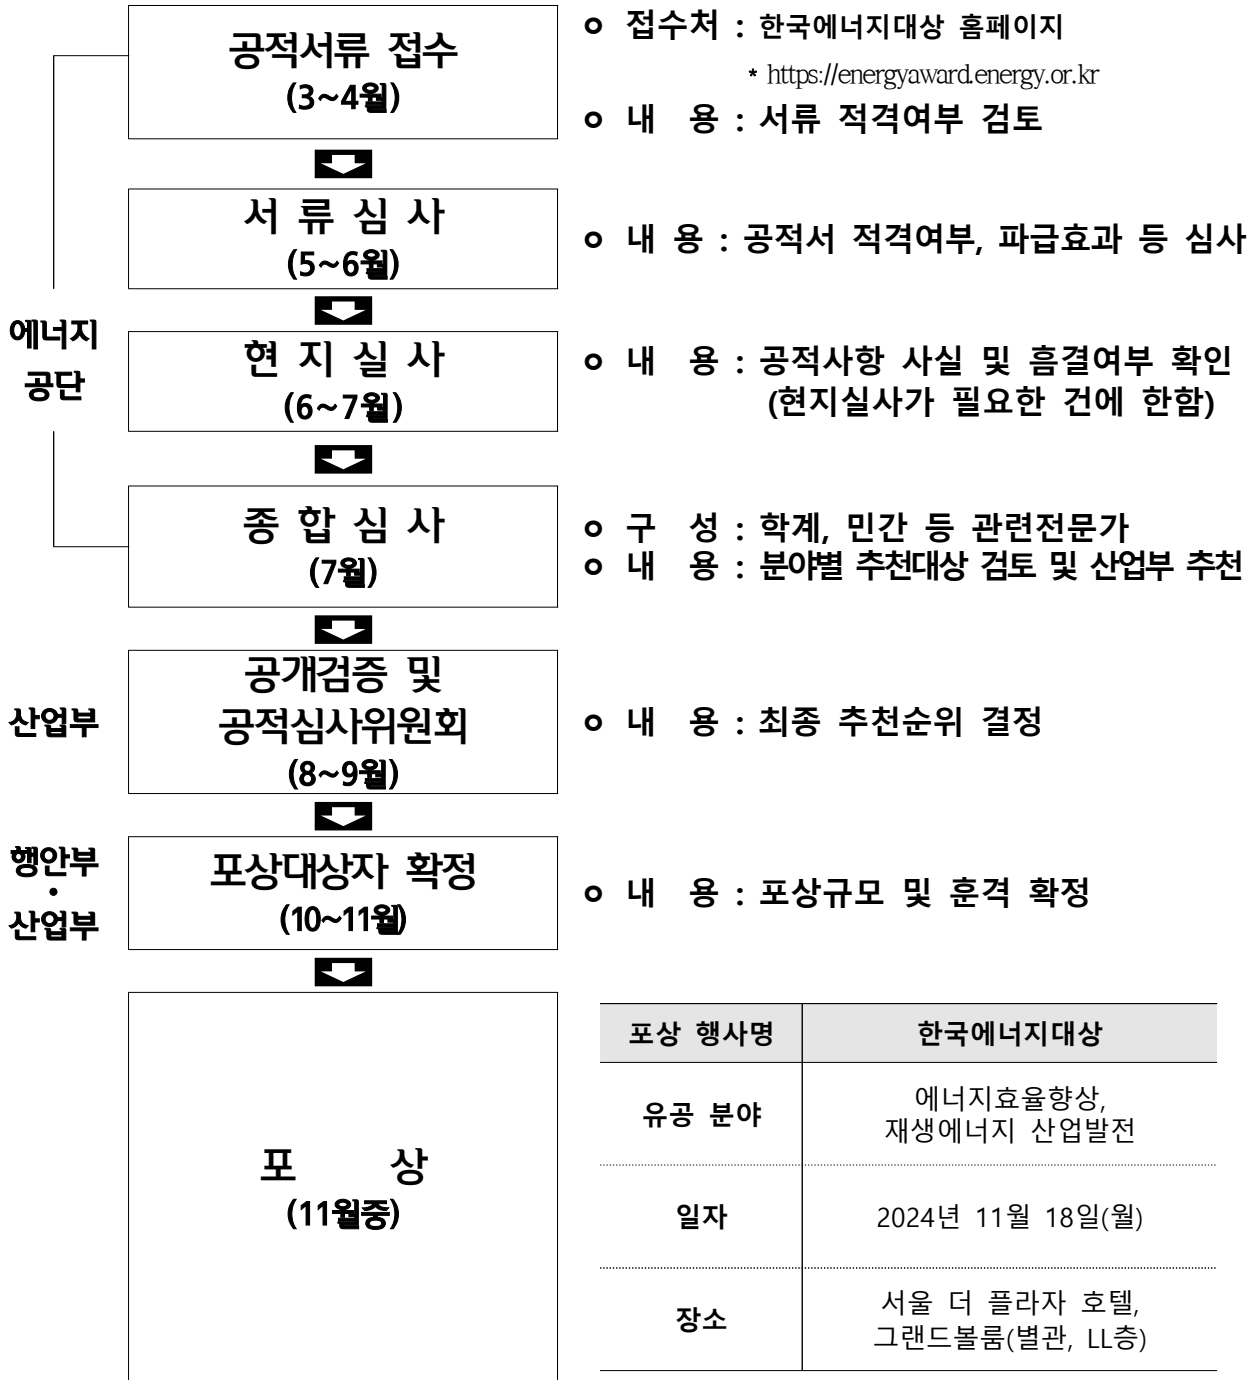 공적서류 접수
(3~4월)
ㅇ 접수처 : 한국에너지대상 홈페이지
* https://energyaward.energy.or.kr
ㅇ 내 용 : 서류 적격여부 검토
서 류 심 사
(5~6월)
ㅇ 내 용 : 공적서 적격여부, 파급효과 등 심사
에너지
공단
현 지 실 사
(6~7월)
ㅇ 내 용 : 공적사항 사실 및 흠결여부 확인
(현지실사가 필요한 건에 한함)
종 합 심 사
(7월)
ㅇ 구 성 : 학계, 민간 등 관련전문가
ㅇ 내 용 : 분야별 추천대상 검토 및 산업부 추천
산업부
공개검증 및
공적심사위원회
(8~9월)
ㅇ 내 용 : 최종 추천순위 결정
행안부
·
산업부
포상대상자 확정
(10~11월)
ㅇ 내 용 : 포상규모 및 훈격 확정
포 상
(11월중)
포상 행사명 한국에너지대상
유공 분야 에너지효율향상,
재생에너지 산업발전
일자 2024년 11월 18일(월)
장소 서울 더 플라자 호텔,
그랜드볼룸(별관, LL층)